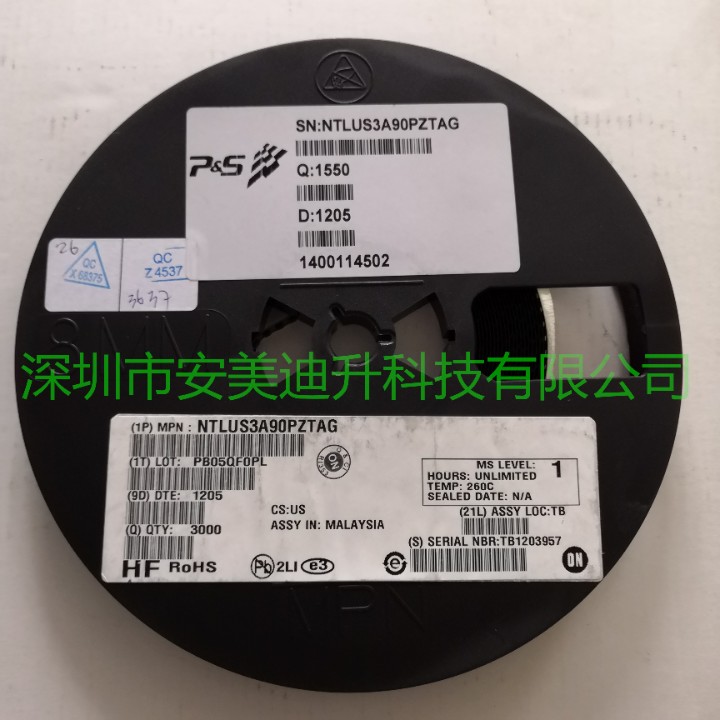 SN:NTLUS3A90PZTAG
P&S
Q:1550
D:1205
1400114502
26
QC
X 68375
QC
Z 4537
3637
8 MM
深圳市安美迪升科技有限公司
(1P) MPN : NTLUS3A90PZTAG
(1T) LOT: PB05QF0PL
(9D) DTE: 1205
(Q) QTY: 3000
CS:US
ASSY IN: MALAYSIA
MS LEVEL: 1
HOURS: UNLIMITED
TEMP: 260C
SEALED DATE: N/A
(21L) ASSY LOC:TB
(S) SERIAL NBR:TB1203957
HF RoHS
Pb 2LI e3
e
ON